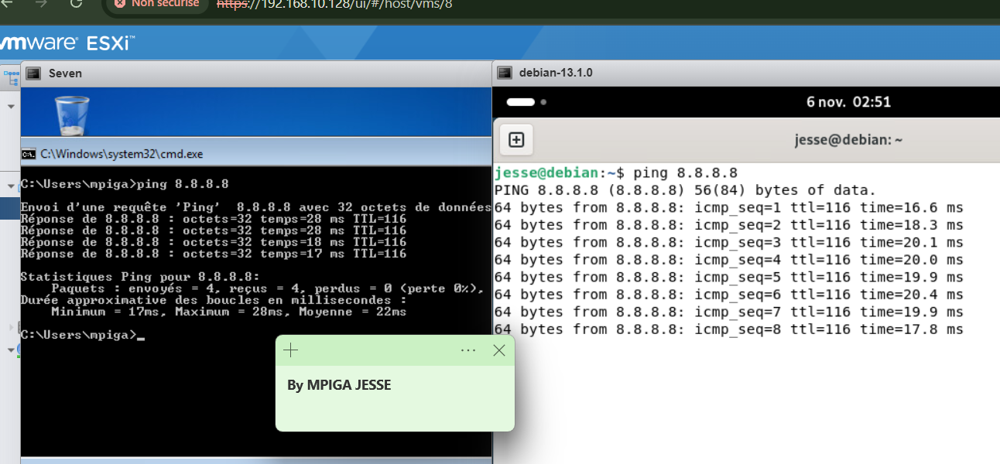 Non sécurisé
https://192.168.10.128/ui/#/host/vms/8
vmware® ESXi™
Seven
C:\Windows\system32\cmd.exe
C:\Users\mpiga>ping 8.8.8.8
Envoi d'une requête 'Ping'  8.8.8.8 avec 32 octets de données
Réponse de 8.8.8.8 : octets=32 temps=28 ms TTL=116
Réponse de 8.8.8.8 : octets=32 temps=28 ms TTL=116
Réponse de 8.8.8.8 : octets=32 temps=18 ms TTL=116
Réponse de 8.8.8.8 : octets=32 temps=17 ms TTL=116
Statistiques Ping pour 8.8.8.8:
Paquets : envoyés = 4, reçus = 4, perdus = 0 (perte 0%),
Durée approximative des boucles en millisecondes :
Minimum = 17ms, Maximum = 28ms, Moyenne = 22ms
C:\Users\mpiga>_
debian-13.1.0
6 nov.  02:51
jesse@debian: ~
jesse@debian:~$ ping 8.8.8.8
PING 8.8.8.8 (8.8.8.8) 56(84) bytes of data.
64 bytes from 8.8.8.8: icmp_seq=1 ttl=116 time=16.6 ms
64 bytes from 8.8.8.8: icmp_seq=2 ttl=116 time=18.3 ms
64 bytes from 8.8.8.8: icmp_seq=3 ttl=116 time=20.1 ms
64 bytes from 8.8.8.8: icmp_seq=4 ttl=116 time=20.0 ms
64 bytes from 8.8.8.8: icmp_seq=5 ttl=116 time=19.9 ms
64 bytes from 8.8.8.8: icmp_seq=6 ttl=116 time=20.4 ms
64 bytes from 8.8.8.8: icmp_seq=7 ttl=116 time=19.9 ms
64 bytes from 8.8.8.8: icmp_seq=8 ttl=116 time=17.8 ms
By MPIGA JESSE